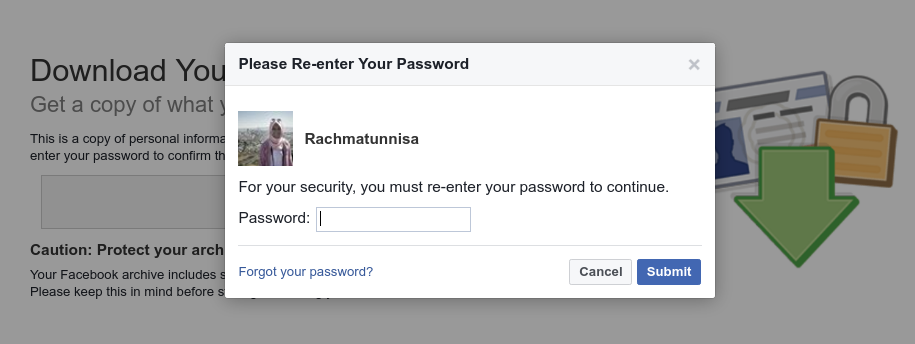 Please Re-enter Your Password
Download You
Get a copy of what
This is a copy of personal informa
enter your password to confirm th
Rachmatunnisa
For your security, you must re-enter your password to continue.
Password:
Caution: Protect your arch
Your Facebook archive includes s
Please keep this in mind before s
Forgot your password?
Cancel
Submit